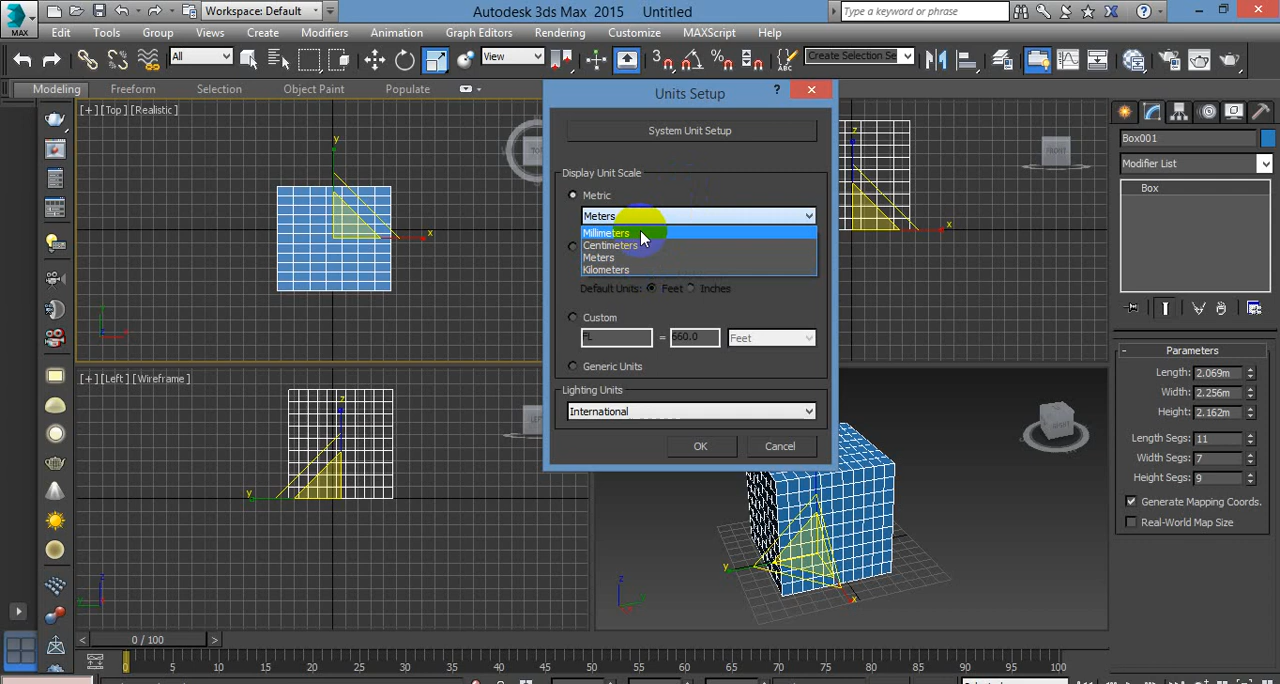 MAX
Workspace: Default
Autodesk 3ds Max 2015 Untitled
Type a keyword or phrase
Edit Tools Group Views Create Modifiers Animation Graph Editors Rendering Customize MAXScript Help
All
View
Create Selection Se
Modeling Freeform Selection Object Paint Populate
[+] [Top] [Realistic]
[+] [Left] [Wireframe]
y
x
z
x
FRONT
z
y
z
y
x
z
Units Setup
?
System Unit Setup
Display Unit Scale
Metric
Meters
Millimeters
Centimeters
Meters
Kilometers
Default Units: Feet Inches
Custom
FL = 660.0 Feet
Generic Units
Lighting Units
International
OK Cancel
Box001
Modifier List
Box
- Parameters
Length: 2.069m
Width: 2.256m
Height: 2.162m
Length Segs: 11
Width Segs: 7
Height Segs: 9
Generate Mapping Coords.
Real-World Map Size
< 0 / 100 >
0 5 10 15 20 25 30 35 40 45 50 55 60 65 70 75 80 85 90 95 100